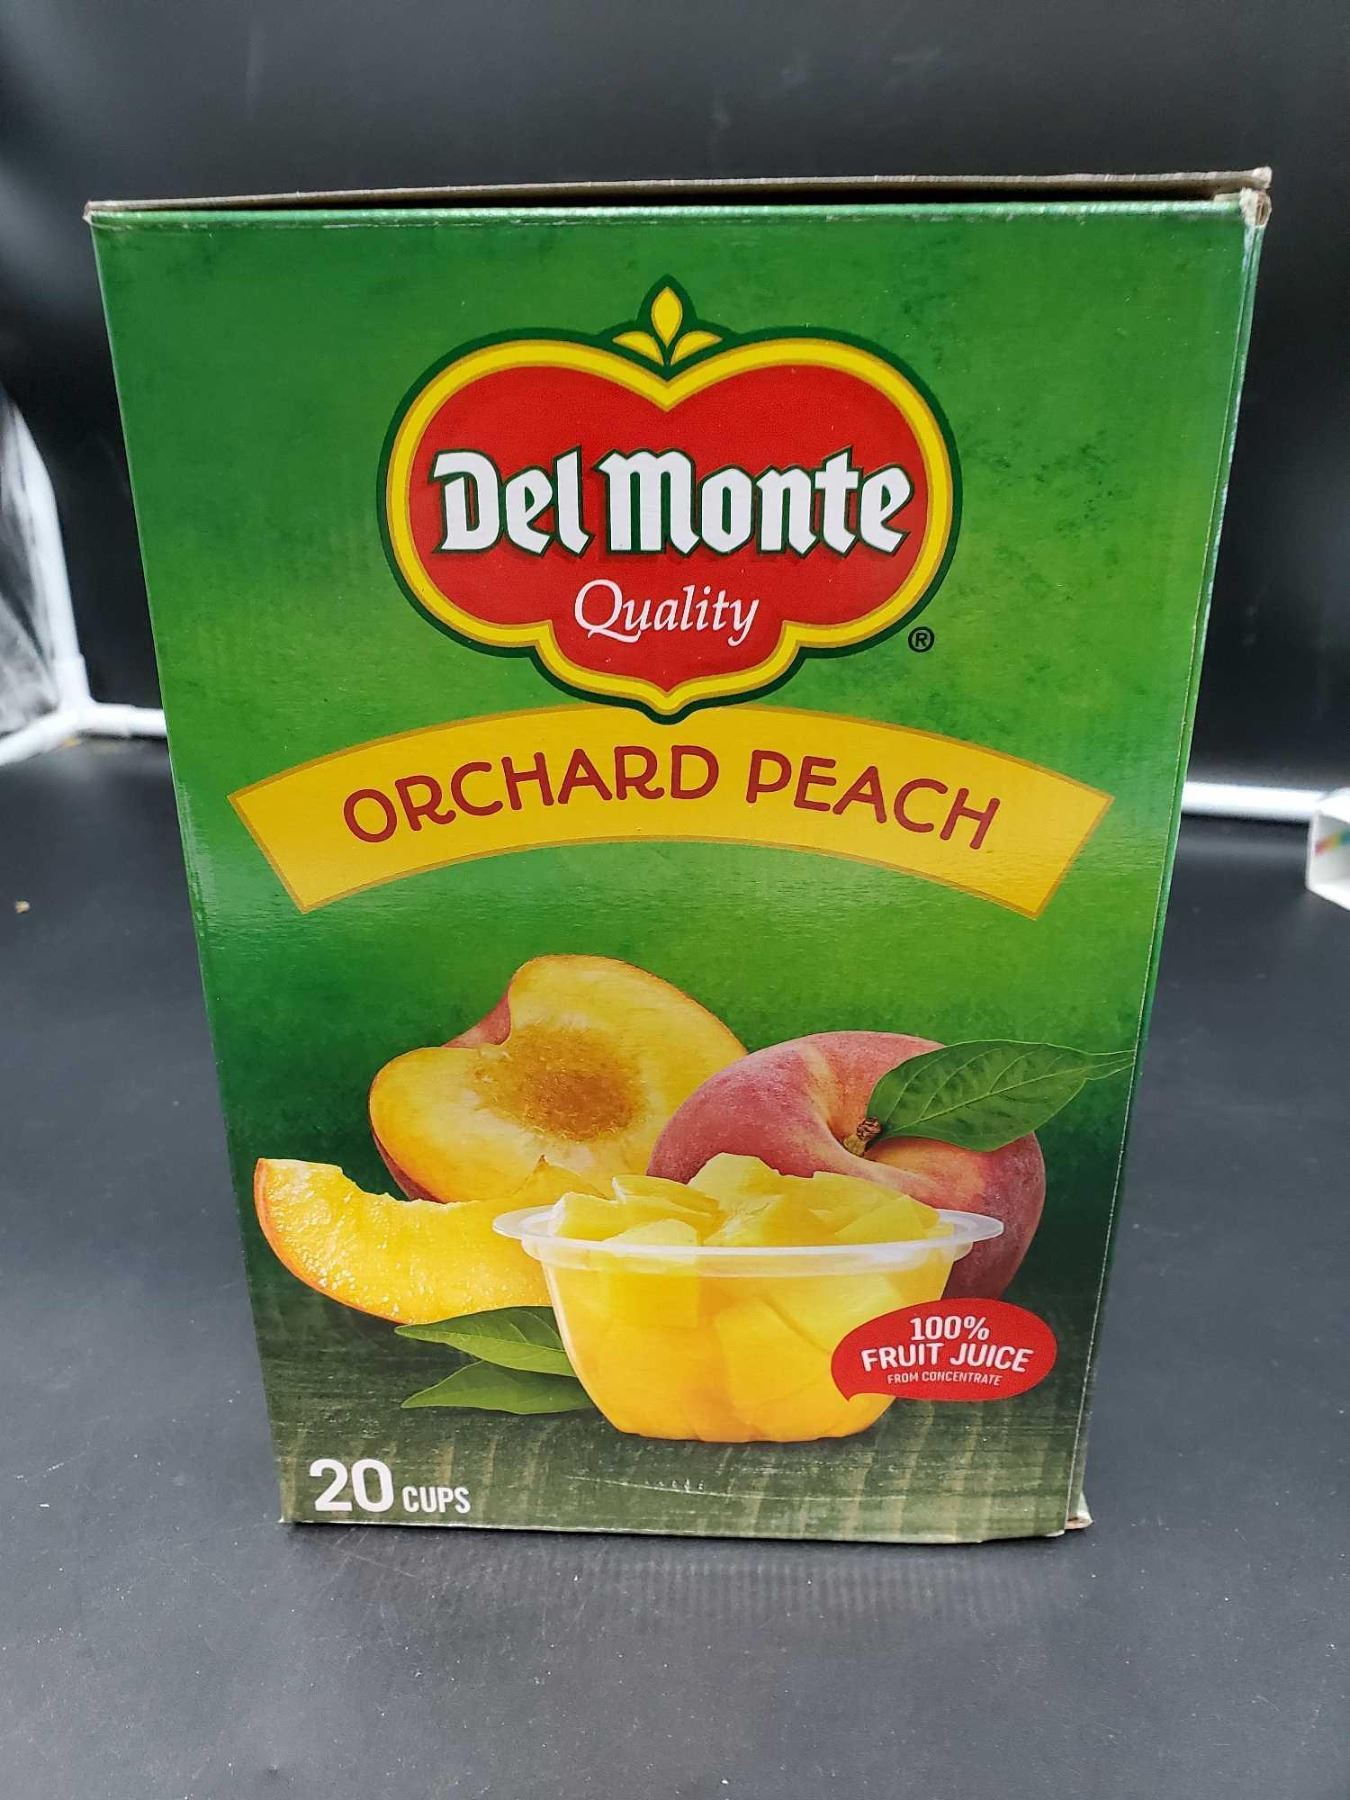 Del Monte
Quality
®
ORCHARD PEACH
100%
FRUIT JUICE
FROM CONCENTRATE
20 CUPS